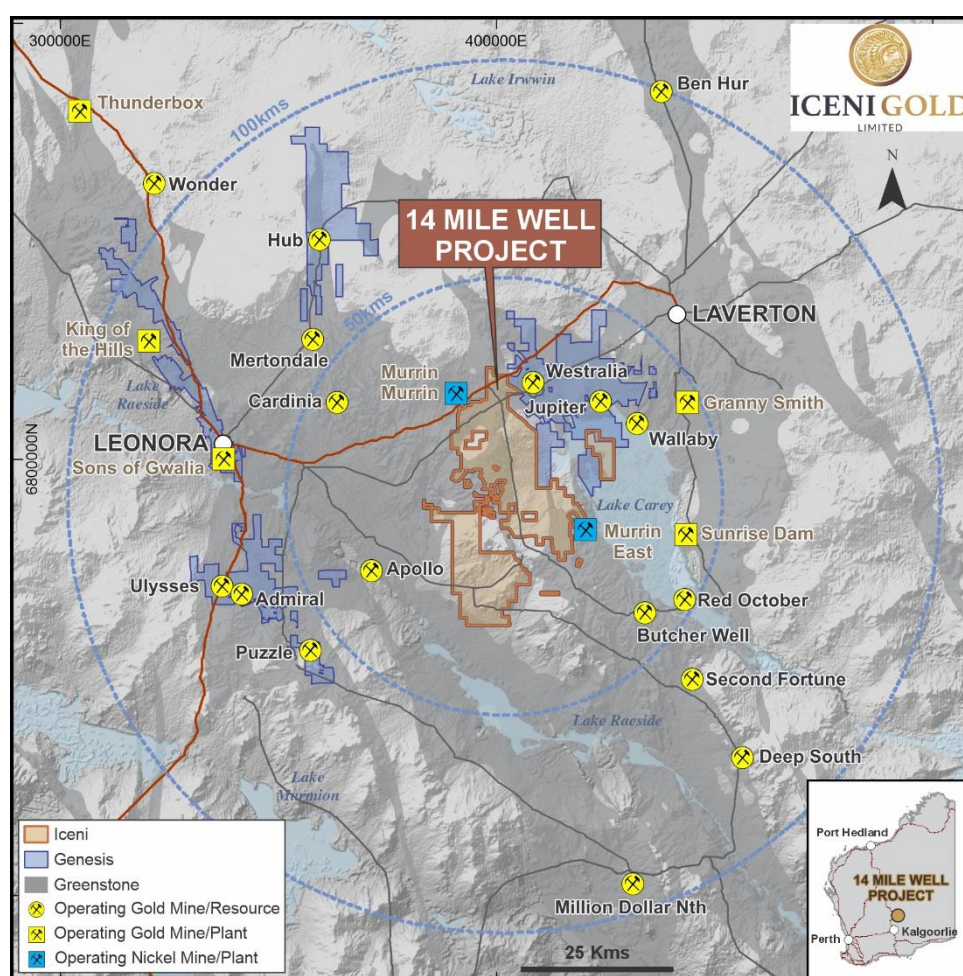 300000E
400000E
ICENI GOLD
LIMITED
Lake Irwwin
Ben Hur
Thunderbox
100kms
N
Wonder
14 MILE WELL
PROJECT
Hub
50kms
LAVERTON
King of
the Hills
Mertondale
Murrin
Murrin
Westralia
Lake
Raeside
Cardinia
Jupiter
Granny Smith
Wallaby
LEONORA
6800000N
Sons of Gwalia
Lake Carey
Murrin
East
Sunrise Dam
Apollo
Ulysses
Admiral
Red October
Butcher Well
Puzzle
Second Fortune
Lake Raeside
Deep South
Lake
Marmion
Iceni
Genesis
Greenstone
Operating Gold Mine/Resource
Operating Gold Mine/Plant
Operating Nickel Mine/Plant
Million Dollar Nth
25 Kms
Port Hedland
14 MILE WELL
PROJECT
Perth
Kalgoorlie